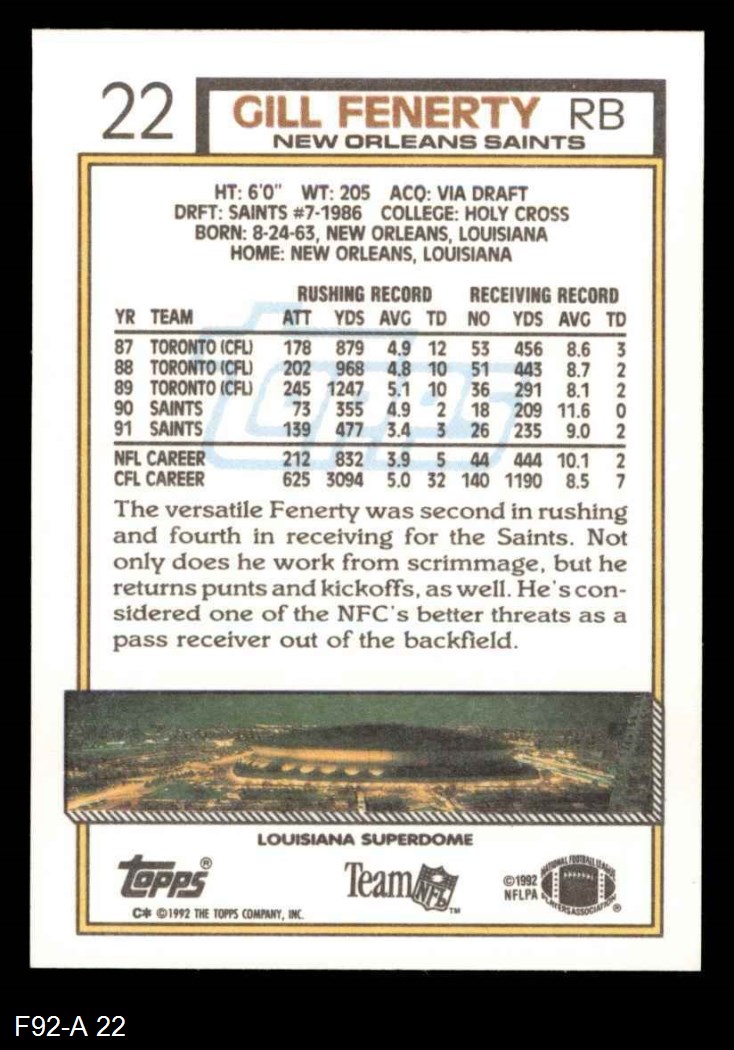 22 GILL FENERTY RB
NEW ORLEANS SAINTS
HT: 6'0" WT: 205 ACQ: VIA DRAFT
DRFT: SAINTS #7-1986 COLLEGE: HOLY CROSS
BORN: 8-24-63, NEW ORLEANS, LOUISIANA
HOME: NEW ORLEANS, LOUISIANA
RUSHING RECORD RECEIVING RECORD
YR TEAM ATT YDS AVG TD NO YDS AVG TD
87 TORONTO (CFL) 178 879 4.9 12 53 456 8.6 3
88 TORONTO (CFL) 202 968 4.8 10 51 443 8.7 2
89 TORONTO (CFL) 245 1247 5.1 10 36 291 8.1 2
90 SAINTS 73 355 4.9 2 18 209 11.6 0
91 SAINTS 139 477 3.4 3 26 235 9.0 2
NFL CAREER 212 832 3.9 5 44 444 10.1 2
CFL CAREER 625 3094 5.0 32 140 1190 8.5 7
Topps
The versatile Fenerty was second in rushing
and fourth in receiving for the Saints. Not
only does he work from scrimmage, but he
returns punts and kickoffs, as well. He's con-
sidered one of the NFC's better threats as a
pass receiver out of the backfield.
LOUISIANA SUPERDOME
Topps® Team NFL™ ©1992
NFLPA NATIONAL FOOTBALL LEAGUE PLAYERS ASSOCIATION ®
C* ©1992 THE TOPPS COMPANY, INC.
F92-A 22